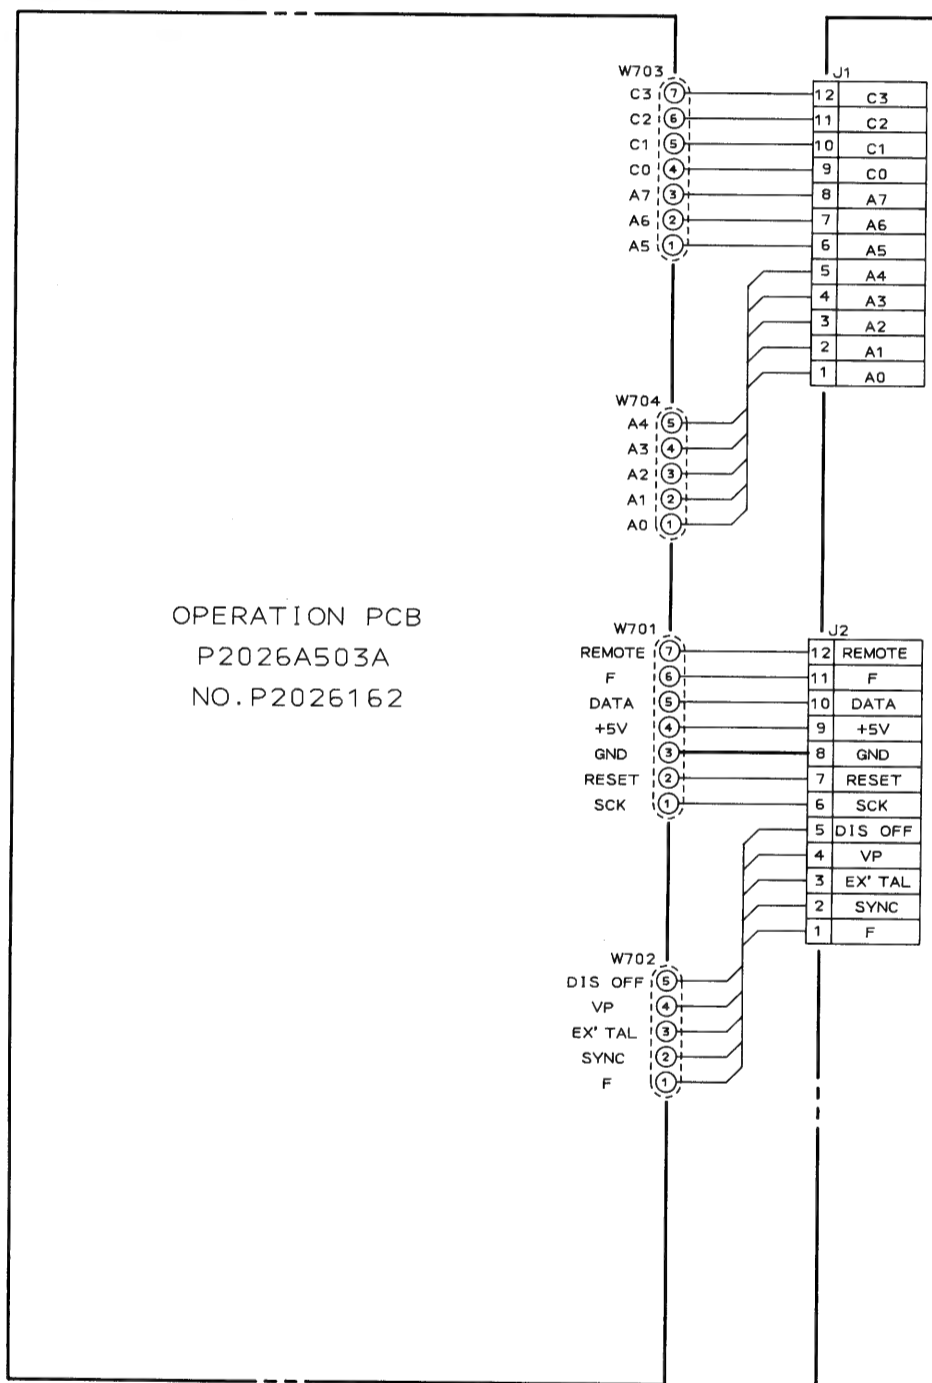 W703
J1
C3 7 12 C3
C2 6 11 C2
C1 5 10 C1
C0 4 9 C0
A7 3 8 A7
A6 2 7 A6
A5 1 6 A5
5 A4
4 A3
3 A2
2 A1
1 A0
W704
A4 5
A3 4
A2 3
A1 2
A0 1
OPERATION PCB
P2026A503A
NO.P2026162
W701
J2
REMOTE 7 12 REMOTE
F 6 11 F
DATA 5 10 DATA
+5V 4 9 +5V
GND 3 8 GND
RESET 2 7 RESET
SCK 1 6 SCK
5 DIS OFF
4 VP
3 EX' TAL
2 SYNC
1 F
W702
DIS OFF 5
VP 4
EX' TAL 3
SYNC 2
F 1